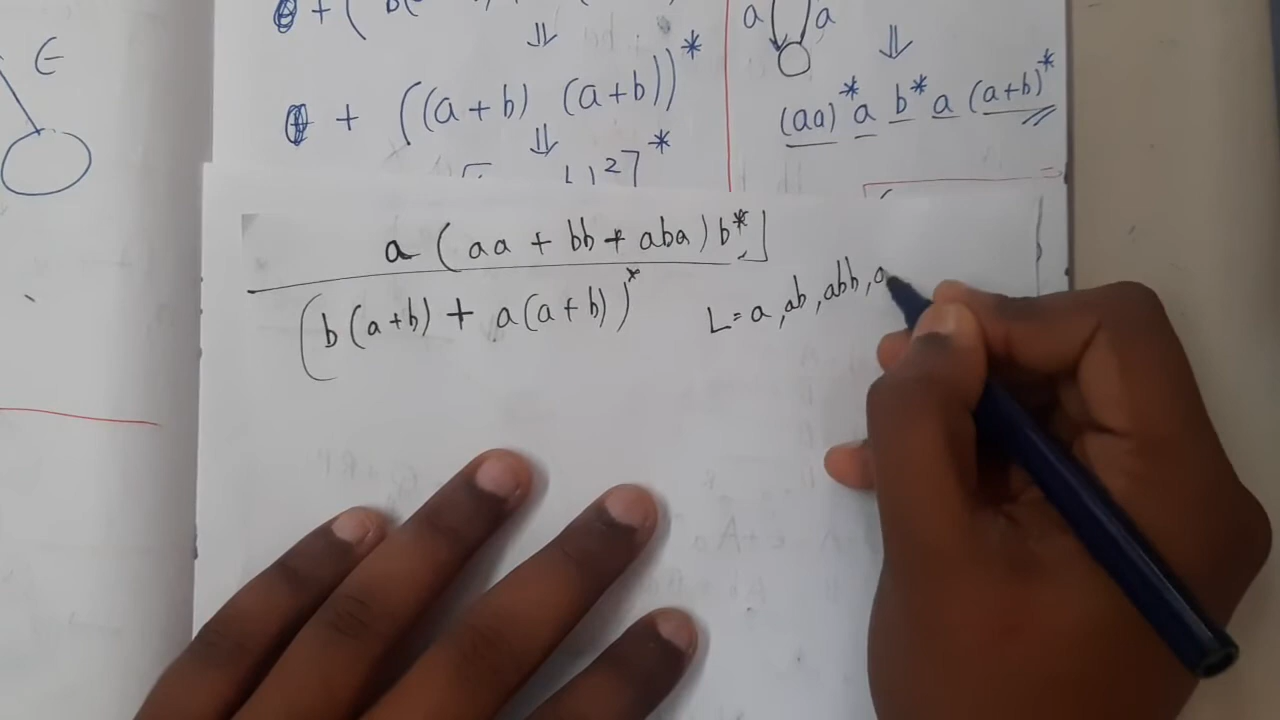 + ( b(
a a
+ ((a+b) (a+b))*
(aa)* a b* a (a+b)*
a (aa + bb + aba) b*]
(b(a+b) + a(a+b))*
L = a, ab, abb, a